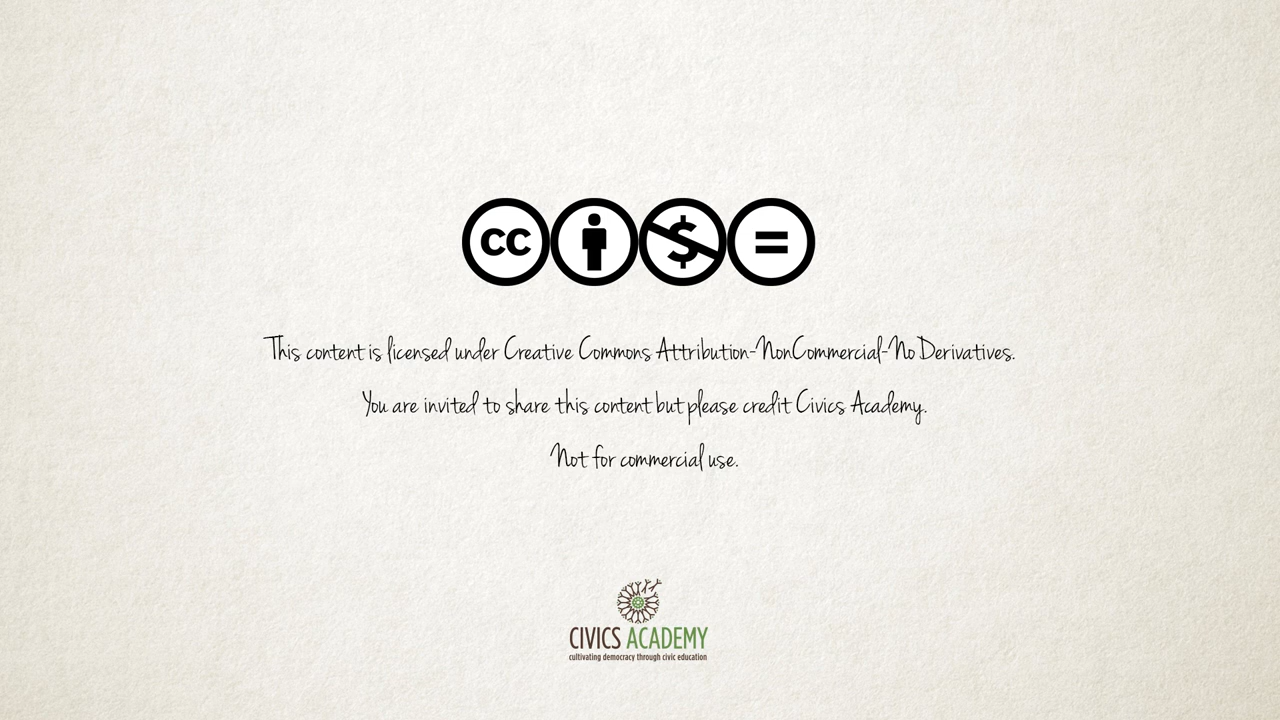 CC
This content is licensed under Creative Commons Attribution-NonCommercial-No Derivatives.
You are invited to share this content but please credit Civics Academy.
Not for commercial use.
CIVICS ACADEMY
cultivating democracy through civic education